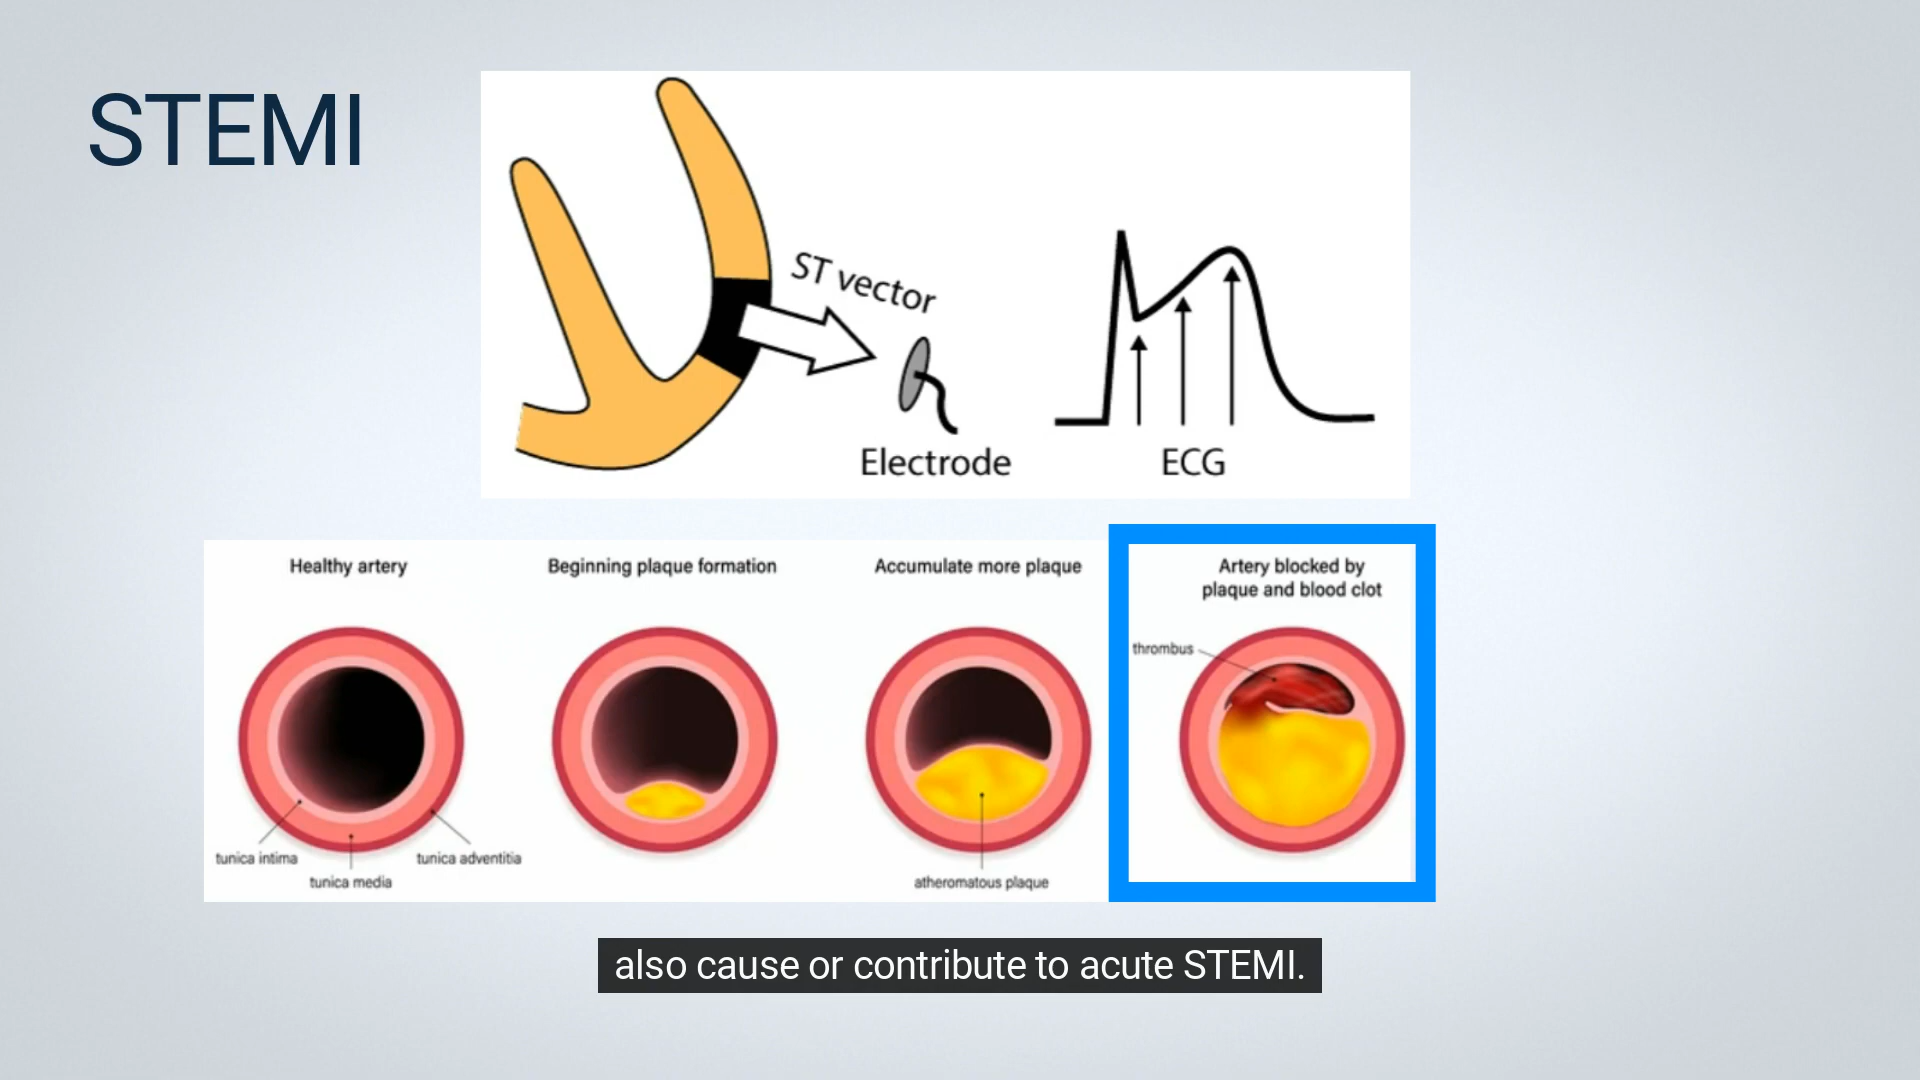 STEMI
ST vector
Electrode
ECG
Healthy artery
Beginning plaque formation
Accumulate more plaque
Artery blocked by
plaque and blood clot
thrombus
tunica intima
tunica adventitia
tunica media
atheromatous plaque
also cause or contribute to acute STEMI.